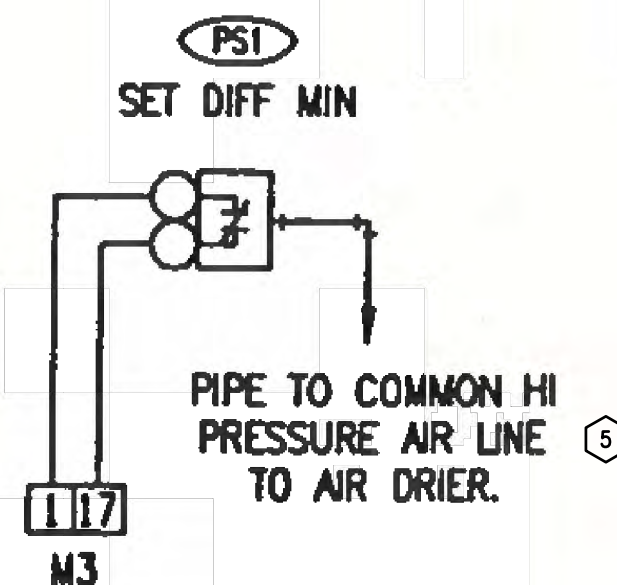 PS1
SET DIFF MIN
PIPE TO COMMON HI
PRESSURE AIR LINE
TO AIR DRIER.
5
1 17
M3